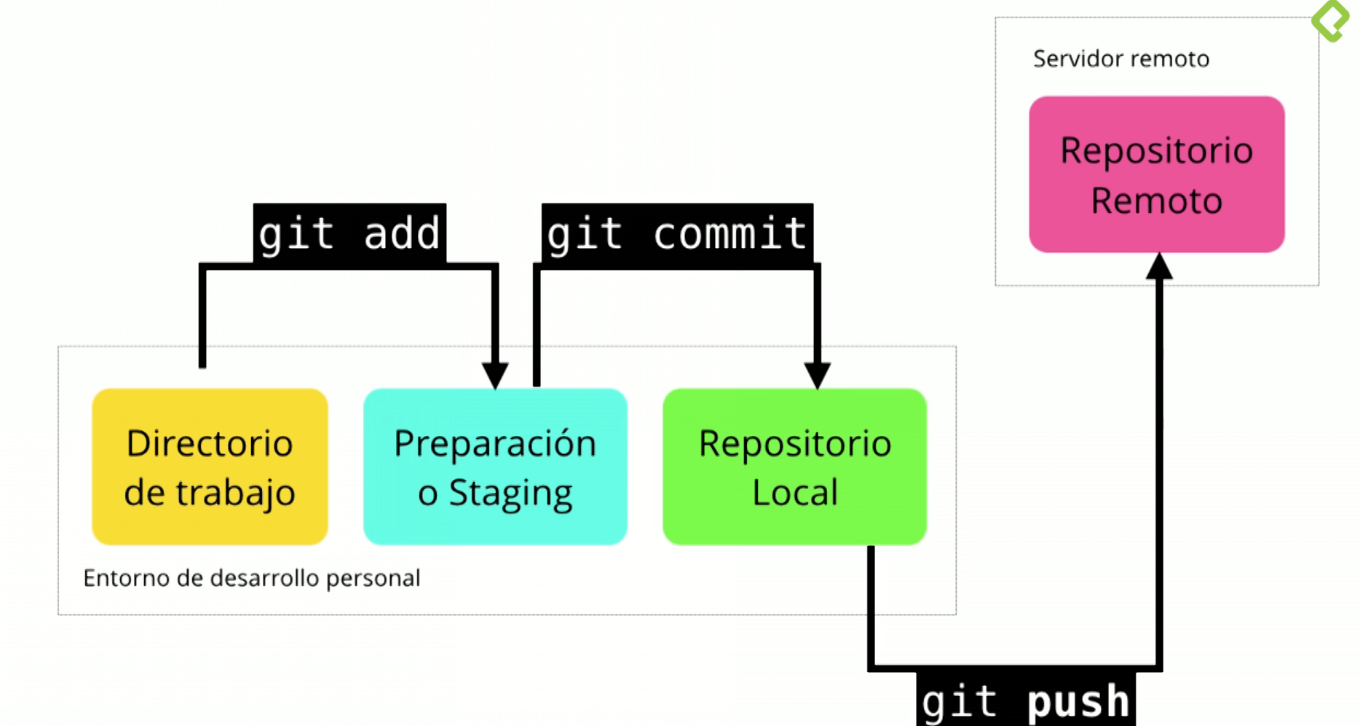 Servidor remoto
Repositorio
Remoto
git add
git commit
Directorio
de trabajo
Preparación
o Staging
Repositorio
Local
Entorno de desarrollo personal
git push